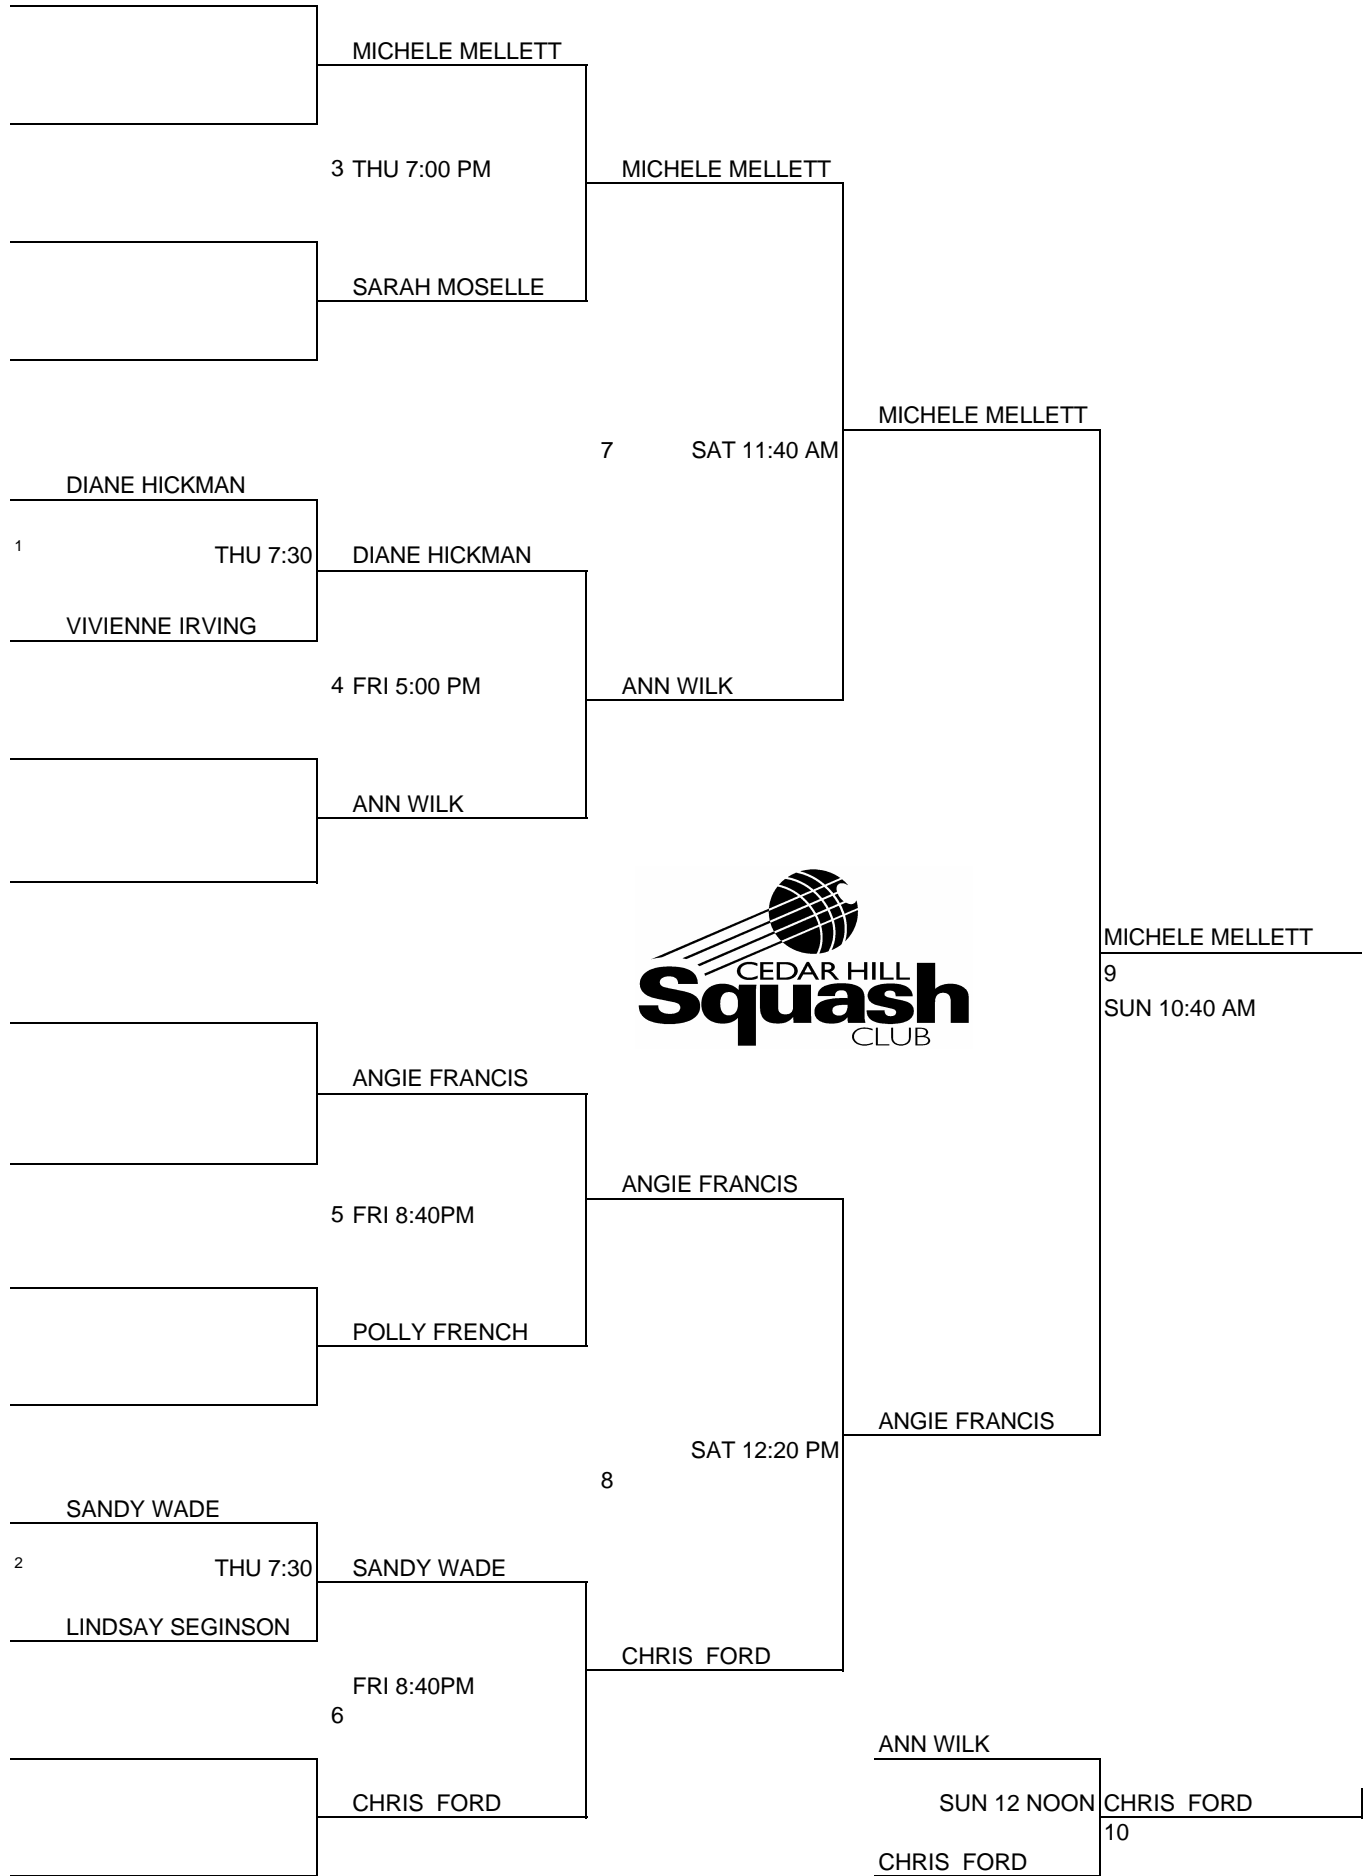 MICHELE MELLETT
3 THU 7:00 PM
MICHELE MELLETT
SARAH MOSELLE
MICHELE MELLETT
7 SAT 11:40 AM
DIANE HICKMAN
1 THU 7:30
DIANE HICKMAN
VIVIENNE IRVING
4 FRI 5:00 PM
ANN WILK
ANN WILK
CEDAR HILL
Squash
CLUB
MICHELE MELLETT
9
SUN 10:40 AM
ANGIE FRANCIS
ANGIE FRANCIS
5 FRI 8:40PM
POLLY FRENCH
ANGIE FRANCIS
SAT 12:20 PM
8
SANDY WADE
2 THU 7:30
SANDY WADE
LINDSAY SEGINSON
CHRIS FORD
FRI 8:40PM
6
ANN WILK
CHRIS FORD
SUN 12 NOON
CHRIS FORD
10
CHRIS FORD